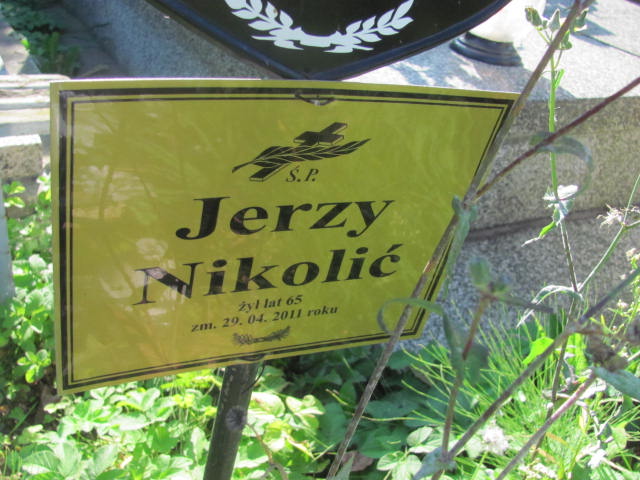 Ś.P.
Jerzy
Nikolić
żył lat 65
zm. 29. 04. 2011 roku